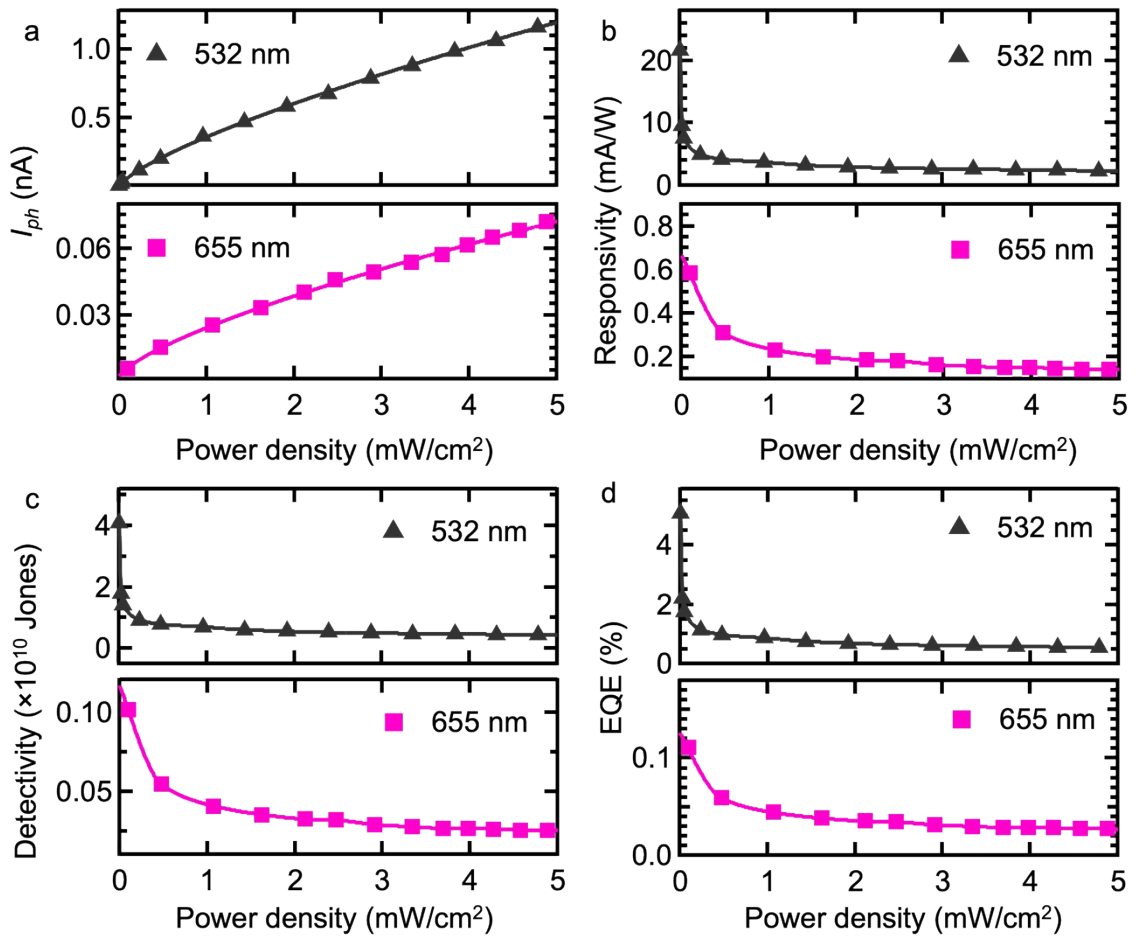 a
532 nm
1.0
0.5
0
I_ph (nA)
655 nm
0.06
0.03
0 1 2 3 4 5
Power density (mW/cm²)
b
532 nm
20
10
0
Responsivity (mA/W)
655 nm
0.8
0.6
0.4
0.2
0 1 2 3 4 5
Power density (mW/cm²)
c
532 nm
4
2
0
Detectivity (×10¹⁰ Jones)
655 nm
0.10
0.05
0 1 2 3 4 5
Power density (mW/cm²)
d
532 nm
4
2
0
EQE (%)
655 nm
0.1
0.0
0 1 2 3 4 5
Power density (mW/cm²)